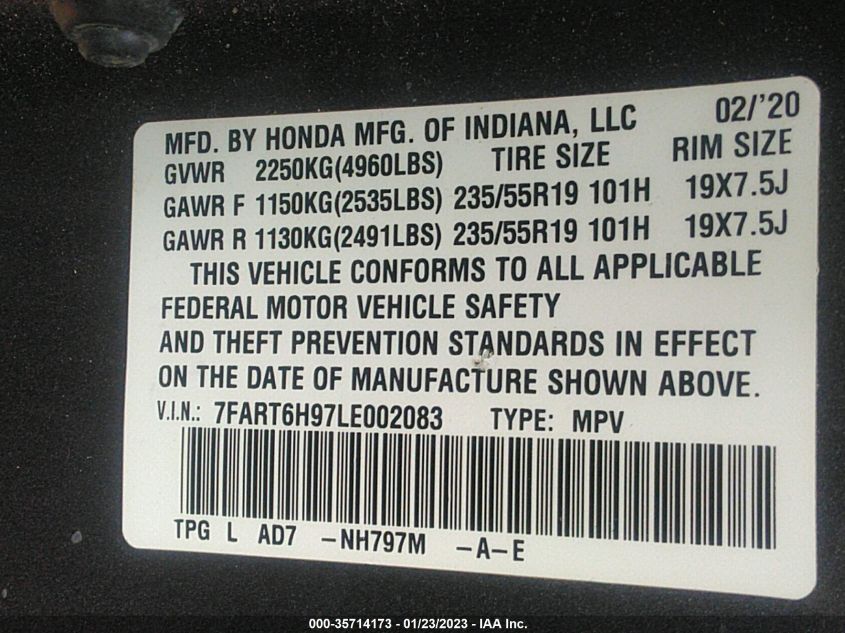 MFD. BY HONDA MFG. OF INDIANA, LLC 02/'20
GVWR 2250KG(4960LBS) TIRE SIZE RIM SIZE
GAWR F 1150KG(2535LBS) 235/55R19 101H 19X7.5J
GAWR R 1130KG(2491LBS) 235/55R19 101H 19X7.5J
THIS VEHICLE CONFORMS TO ALL APPLICABLE
FEDERAL MOTOR VEHICLE SAFETY
AND THEFT PREVENTION STANDARDS IN EFFECT
ON THE DATE OF MANUFACTURE SHOWN ABOVE.
V.I.N.: 7FART6H97LE002083 TYPE: MPV
TPG L AD7 -NH797M -A-E
000-35714173 - 01/23/2023 - IAA Inc.